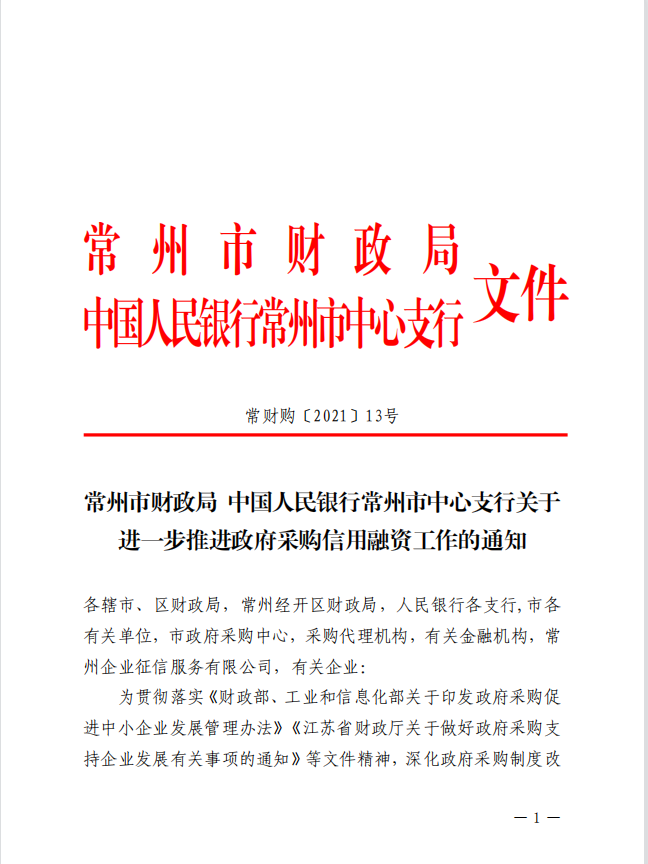 常州市财政局
中国人民银行常州市中心支行
文件
常财购〔2021〕13号
常州市财政局 中国人民银行常州市中心支行关于
进一步推进政府采购信用融资工作的通知
各辖市、区财政局，常州经开区财政局，人民银行各支行,市各
有关单位，市政府采购中心，采购代理机构，有关金融机构，常
州企业征信服务有限公司，有关企业：
为贯彻落实《财政部、工业和信息化部关于印发政府采购促
进中小企业发展管理办法》《江苏省财政厅关于做好政府采购支
持企业发展有关事项的通知》等文件精神，深化政府采购制度改
— 1 —